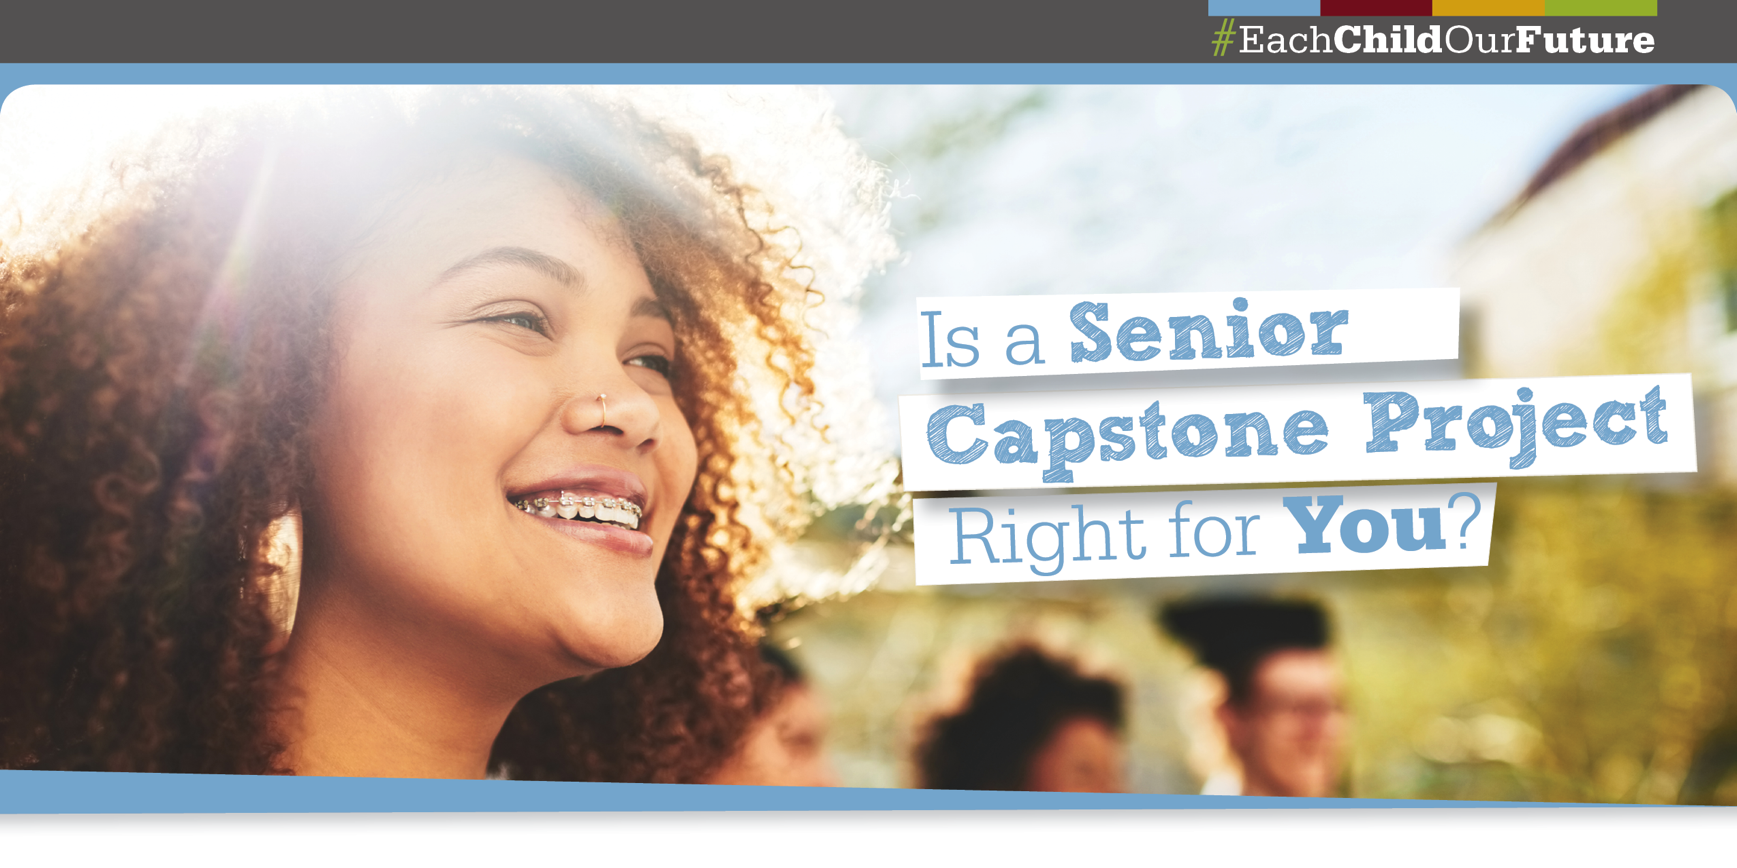 #EachChildOurFuture
Is a Senior
Capstone Project
Right for You?